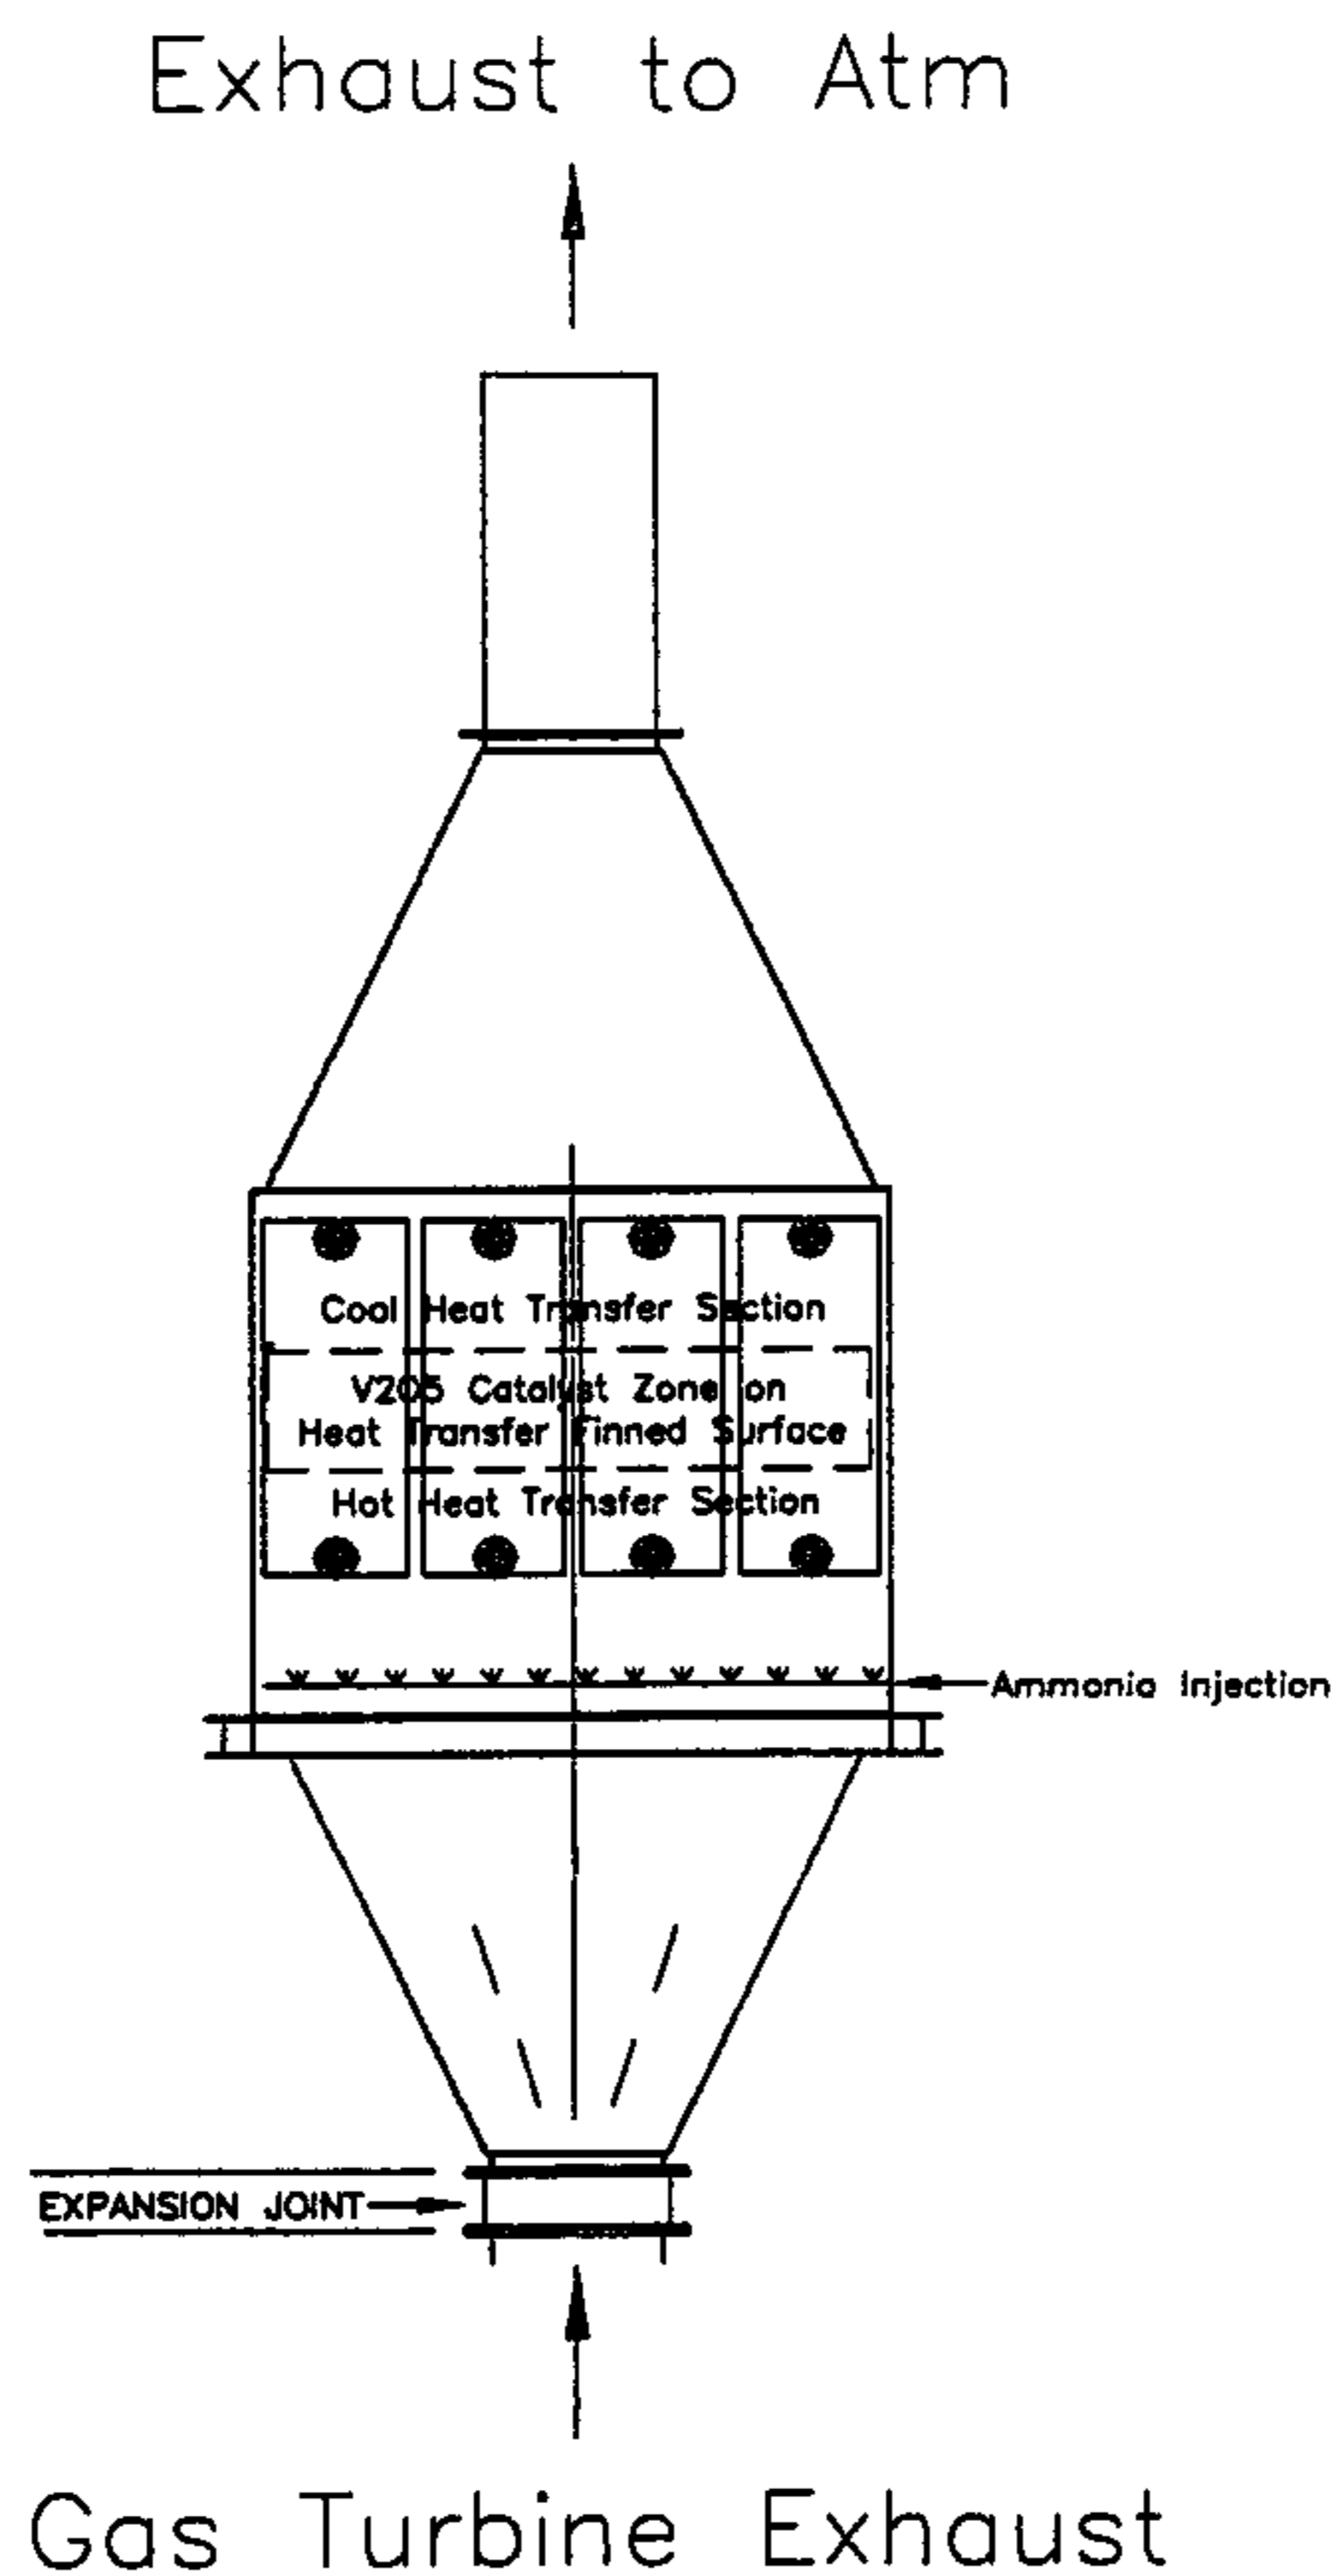 Exhaust to Atm
Cool Heat Transfer Section
V205 Catalyst Zone on
Heat Transfer Finned Surface
Hot Heat Transfer Section
Ammonia Injection
EXPANSION JOINT
Gas Turbine Exhaust